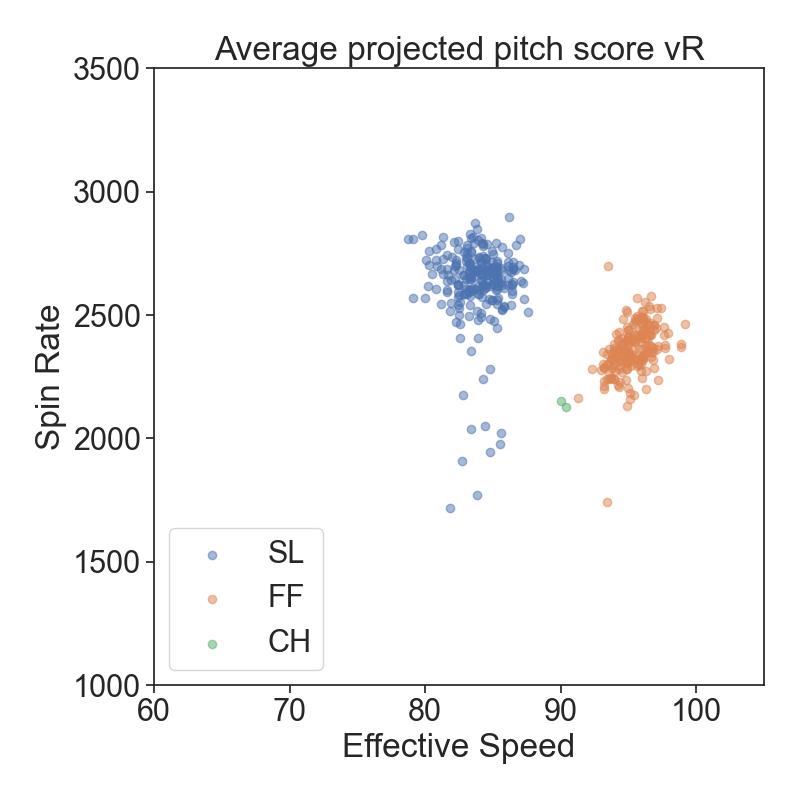 Average projected pitch score vR
3500
3000
2500
2000
1500
1000
Spin Rate
SL
FF
CH
60 70 80 90 100
Effective Speed